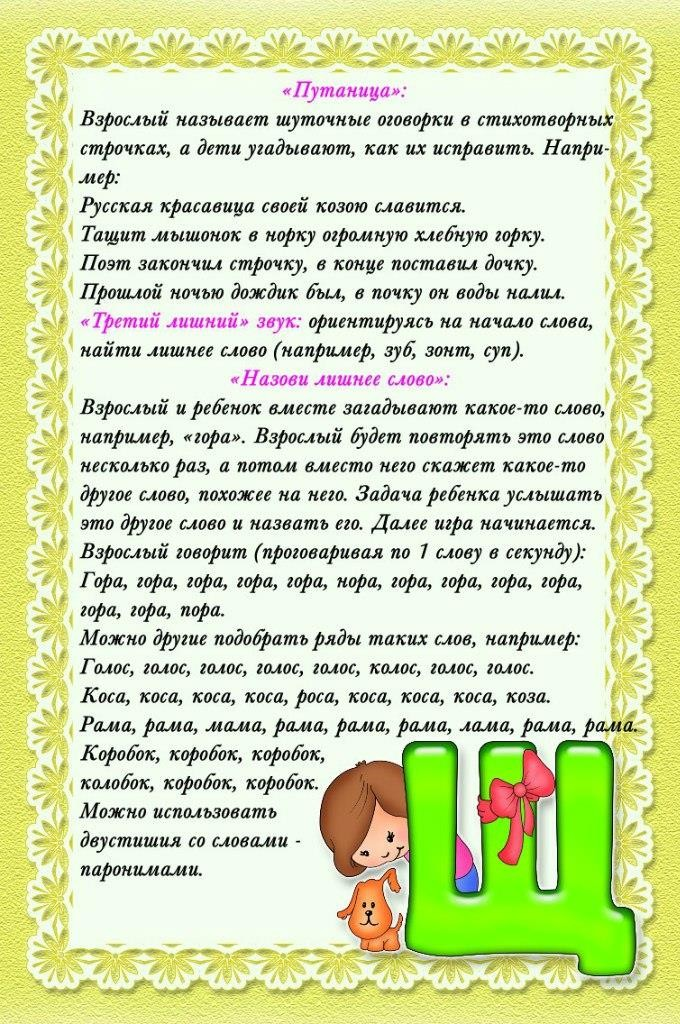 «Путаница»:
Взрослый называет шуточные оговорки в стихотворных
строчках, а дети угадывают, как их исправить. Напри-
мер:
Русская красавица своей козою славится.
Тащит мышонок в норку огромную хлебную горку.
Поэт закончил строчку, в конце поставил дочку.
Прошлой ночью дождик был, в почку он воды налил.
«Третий лишний» звук: ориентируясь на начало слова,
найти лишнее слово (например, зуб, зонт, суп).
«Назови лишнее слово»:
Взрослый и ребенок вместе загадывают какое-то слово,
например, «гора». Взрослый будет повторять это слово
несколько раз, а потом вместо него скажет какое-то
другое слово, похожее на него. Задача ребенка услышать
это другое слово и назвать его. Далее игра начинается.
Взрослый говорит (проговаривая по 1 слову в секунду):
Гора, гора, гора, гора, гора, нора, гора, гора, гора, гора,
гора, гора, пора.
Можно другие подобрать ряды таких слов, например:
Голос, голос, голос, голос, голос, колос, голос, голос.
Коса, коса, коса, коса, роса, коса, коса, коса, коза.
Рама, рама, мама, рама, рама, рама, лама, рама, рама.
Коробок, коробок, коробок,
колобок, коробок, коробок.
Можно использовать
двустишия со словами -
паронимами.
Щ